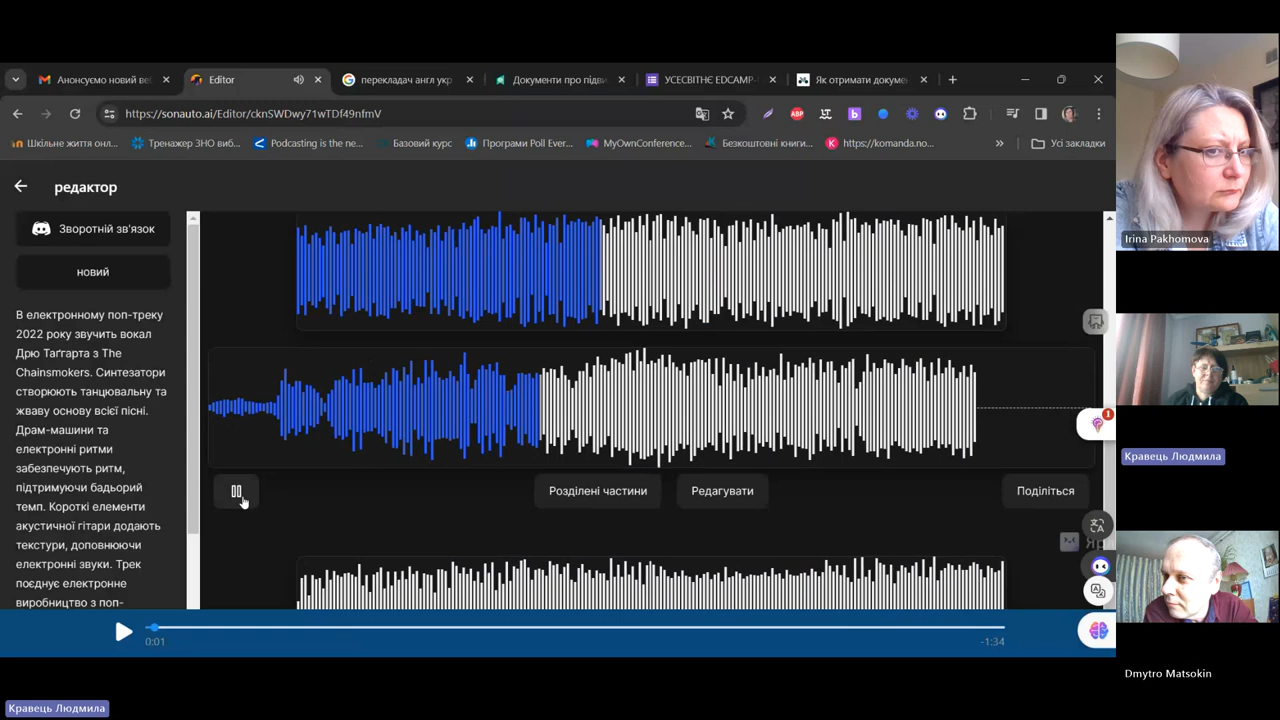 Анонсуємо новий ве
Editor
перекладач англ укр
Документи про підви
УСЕСВІТНЄ EDCAMP-
Як отримати докуме
https://sonauto.ai/Editor/cknSWDwy71wTDf49nfmV
Шкільне життя онл...
Тренажер ЗНО виб...
Podcasting is the ne...
Базовий курс
Програми Poll Ever...
MyOwnConference...
Безкоштовні книги...
https://komanda.no...
Усі закладки
редактор
Зворотній зв'язок
новий
В електронному поп-треку
2022 року звучить вокал
Дрю Таґґарта з The
Chainsmokers. Синтезатори
створюють танцювальну та
жваву основу всієї пісні.
Драм-машини та
електронні ритми
забезпечують ритм,
підтримуючи бадьорий
темп. Короткі елементи
акустичної гітари додають
текстури, доповнюючи
електронні звуки. Трек
поєднує електронне
виробництво з поп-
Розділені частини
Редагувати
Поділіться
1
0:01
-1:34
Irina Pakhomova
Кравець Людмила
Dmytro Matsokin
Кравець Людмила